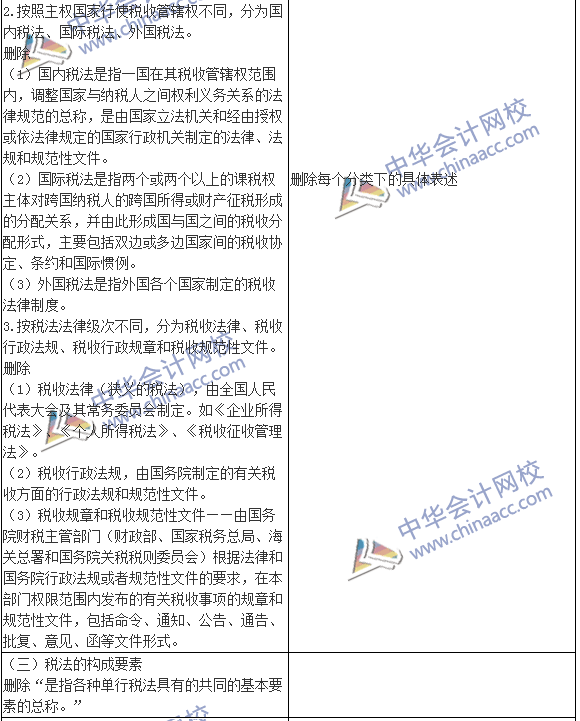 2.按照主权国家行使税收管辖权不同，分为国
内税法、国际税法、外国税法。
删除
（1）国内税法是指一国在其税收管辖权范围
内，调整国家与纳税人之间权利义务关系的法
律规范的总称，是由国家立法机关和经由授权
或依法律规定的国家行政机关制定的法律、法
规和规范性文件。
（2）国际税法是指两个或两个以上的课税权
主体对跨国纳税人的跨国所得或财产征税形成
的分配关系，并由此形成国与国之间的税收分
配形式，主要包括双边或多边国家间的税收协
定、条约和国际惯例。
（3）外国税法是指外国各个国家制定的税收
法律制度。
3.按税法法律级次不同，分为税收法律、税收
行政法规、税收行政规章和税收规范性文件。
删除
（1）税收法律（狭义的税法），由全国人民
代表大会及其常务委员会制定。如《企业所得
税法》、《个人所得税法》、《税收征收管理
法》。
（2）税收行政法规，由国务院制定的有关税
收方面的行政法规和规范性文件。
（3）税收规章和税收规范性文件——由国务
院财税主管部门（财政部、国家税务总局、海
关总署和国务院关税税则委员会）根据法律和
国务院行政法规或者规范性文件的要求，在本
部门权限范围内发布的有关税收事项的规章和
规范性文件，包括命令、通知、公告、通告、
批复、意见、函等文件形式。
删除每个分类下的具体表述
（三）税法的构成要素
删除“是指各种单行税法具有的共同的基本要
素的总称。”
中华会计网校
www.chinaacc.com
中华会计网校
www.chinaacc.com
中华会计网校
www.chinaacc.com
中华会计网校
www.chinaacc.com